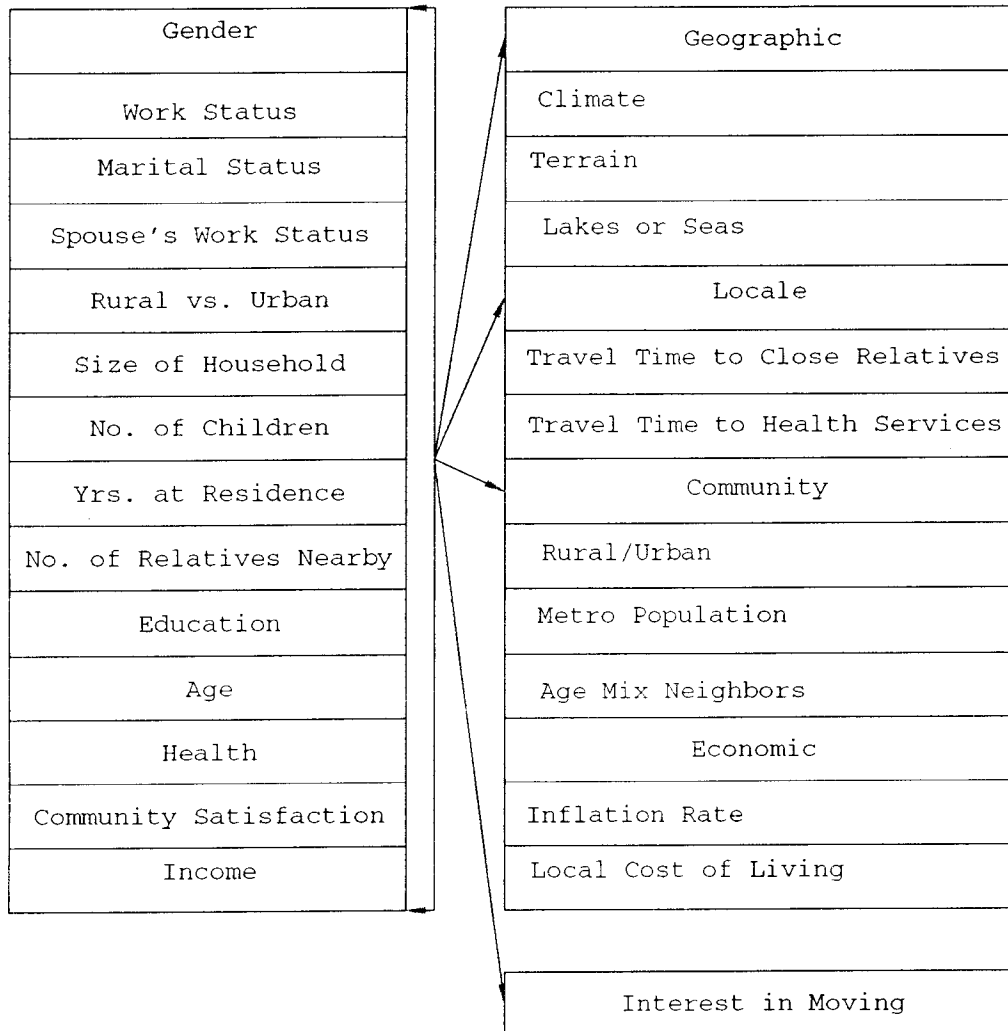 Gender
Work Status
Marital Status
Spouse's Work Status
Rural vs. Urban
Size of Household
No. of Children
Yrs. at Residence
No. of Relatives Nearby
Education
Age
Health
Community Satisfaction
Income
Geographic
Climate
Terrain
Lakes or Seas
Locale
Travel Time to Close Relatives
Travel Time to Health Services
Community
Rural/Urban
Metro Population
Age Mix Neighbors
Economic
Inflation Rate
Local Cost of Living
Interest in Moving